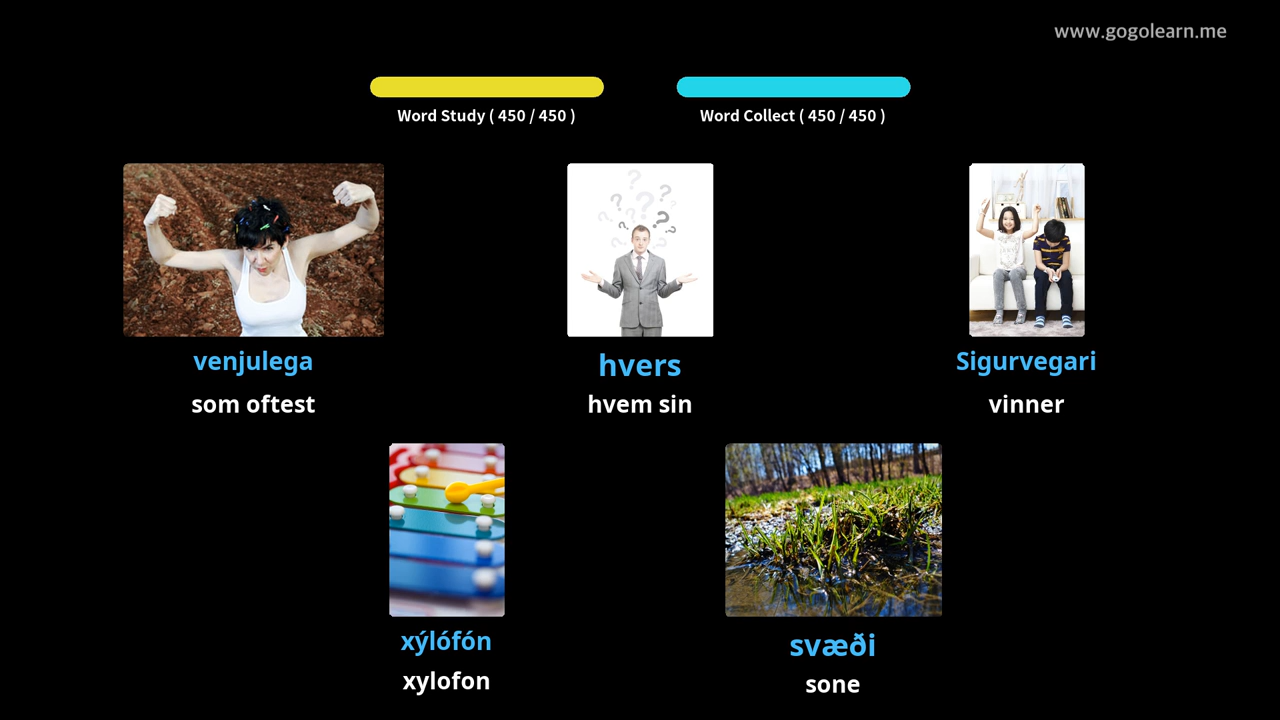 www.gogolearn.me
Word Study ( 450 / 450 )
Word Collect ( 450 / 450 )
venjulega
som oftest
hvers
hvem sin
Sigurvegari
vinner
xýlófón
xylofon
svæði
sone